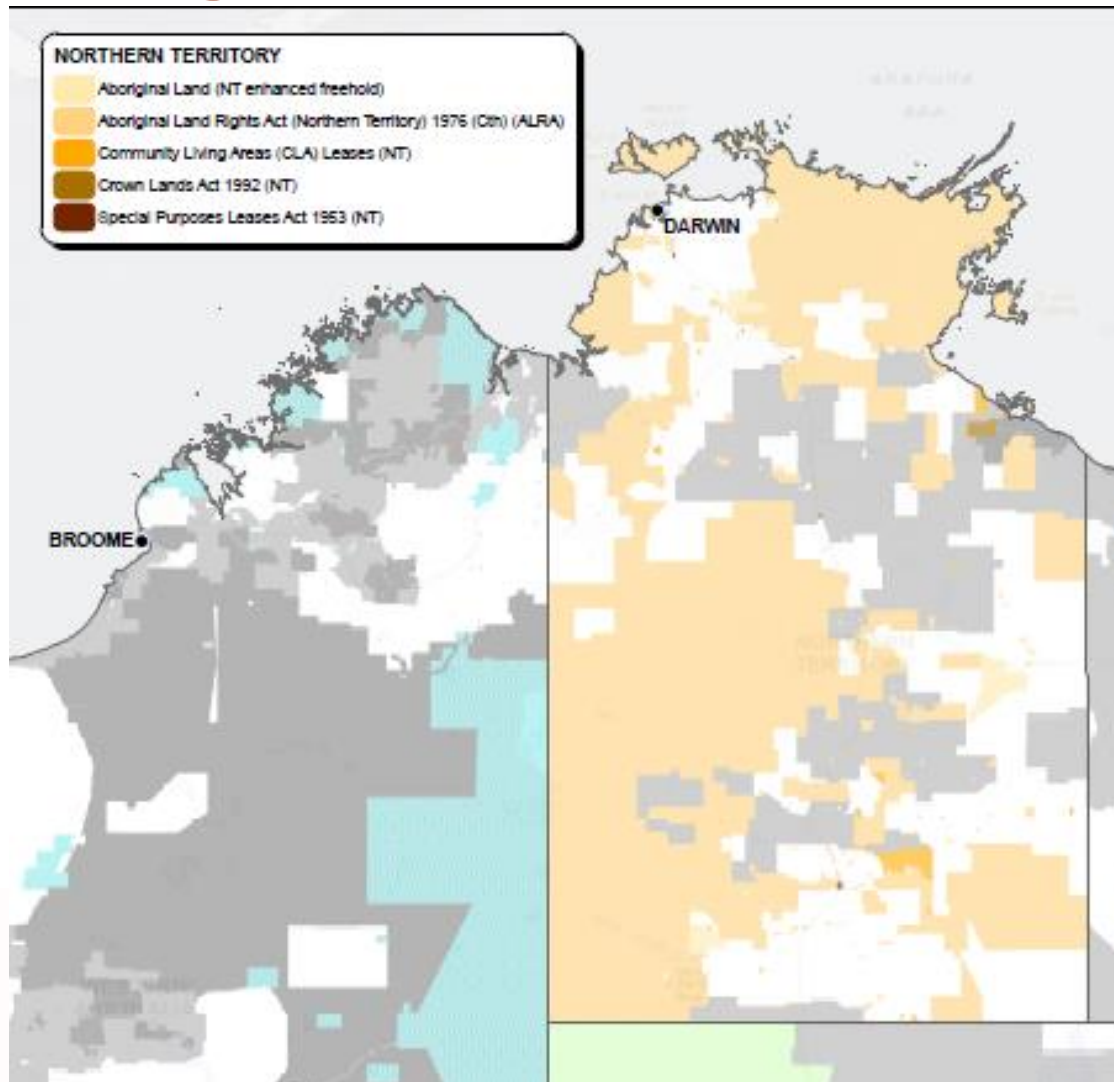 NORTHERN TERRITORY
Aboriginal Land (NT enhanced freehold)
Aboriginal Land Rights Act (Northern Territory) 1976 (Cth) (ALRA)
Community Living Areas (CLA) Leases (NT)
Crown Lands Act 1992 (NT)
Special Purposes Leases Act 1953 (NT)
DARWIN
BROOME